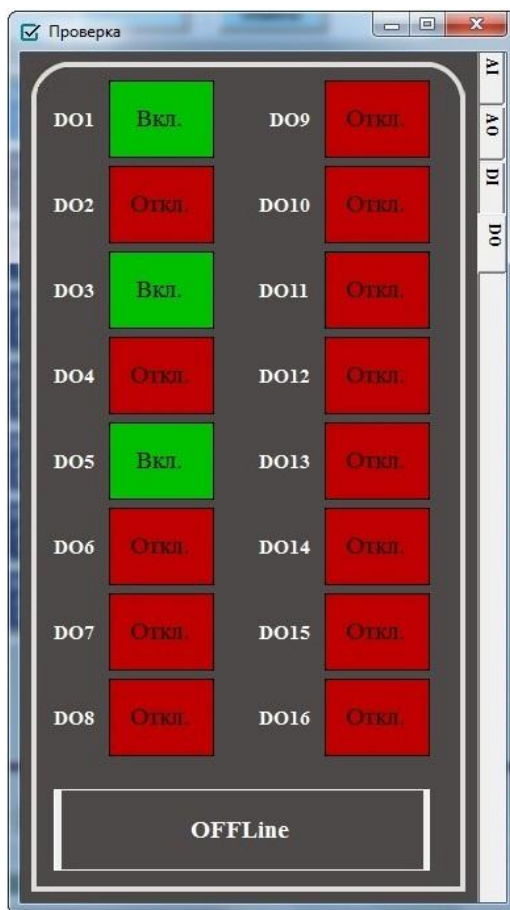 Проверка
DO1 Вкл. DO9 Откл.
DO2 Откл. DO10 Откл.
DO3 Вкл. DO11 Откл.
DO4 Откл. DO12 Откл.
DO5 Вкл. DO13 Откл.
DO6 Откл. DO14 Откл.
DO7 Откл. DO15 Откл.
DO8 Откл. DO16 Откл.
OFFLine
AI
AO
DI
DO